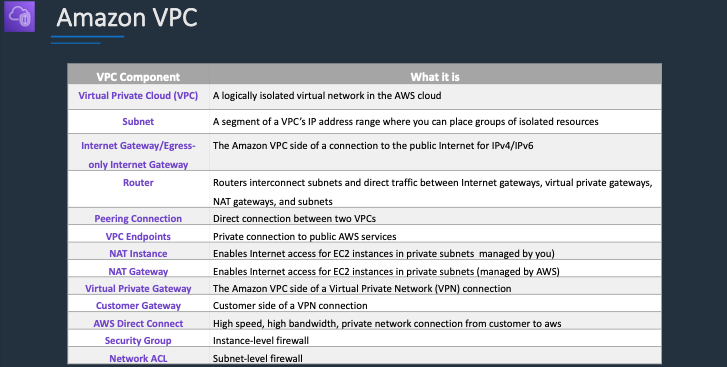 Amazon VPC
VPC Component What it is
Virtual Private Cloud (VPC) A logically isolated virtual network in the AWS cloud
Subnet A segment of a VPC's IP address range where you can place groups of isolated resources
Internet Gateway/Egress- The Amazon VPC side of a connection to the public Internet for IPv4/IPv6
only Internet Gateway
Router Routers interconnect subnets and direct traffic between Internet gateways, virtual private gateways,
NAT gateways, and subnets
Peering Connection Direct connection between two VPCs
VPC Endpoints Private connection to public AWS services
NAT Instance Enables Internet access for EC2 instances in private subnets managed by you)
NAT Gateway Enables Internet access for EC2 instances in private subnets (managed by AWS)
Virtual Private Gateway The Amazon VPC side of a Virtual Private Network (VPN) connection
Customer Gateway Customer side of a VPN connection
AWS Direct Connect High speed, high bandwidth, private network connection from customer to aws
Security Group Instance-level firewall
Network ACL Subnet-level firewall